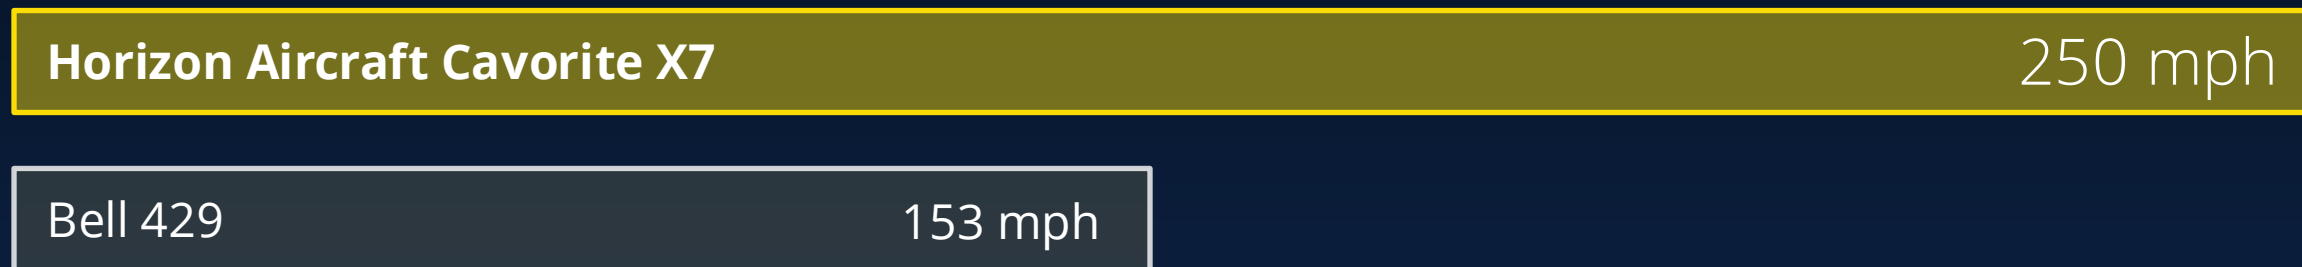 Horizon Aircraft Cavorite X7 250 mph
Bell 429 153 mph